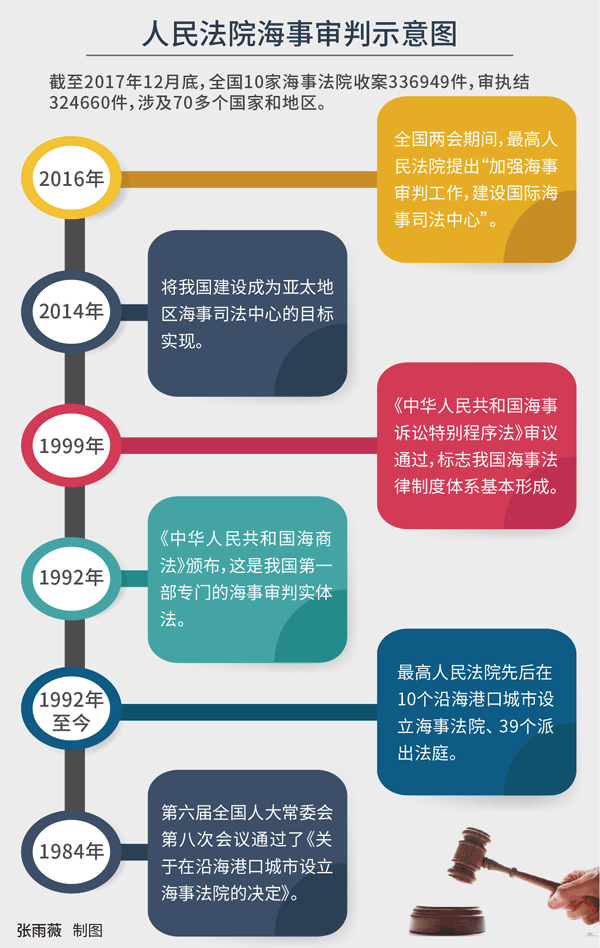 人民法院海事审判示意图
截至2017年12月底，全国10家海事法院收案336949件，审执结
324660件，涉及70多个国家和地区。
2016年
全国两会期间，最高人
民法院提出“加强海事
审判工作，建设国际海
事司法中心”。
2014年
将我国建设成为亚太地
区海事司法中心的目标
实现。
1999年
《中华人民共和国海事
诉讼特别程序法》审议
通过，标志我国海事法
律制度体系基本形成。
1992年
《中华人民共和国海商
法》颁布，这是我国第一
部专门的海事审判实体
法。
1992年
至今
最高人民法院先后在
10个沿海港口城市设
立海事法院、39个派
出法庭。
1984年
第六届全国人大常委会
第八次会议通过了《关
于在沿海港口城市设立
海事法院的决定》。
张雨薇 制图